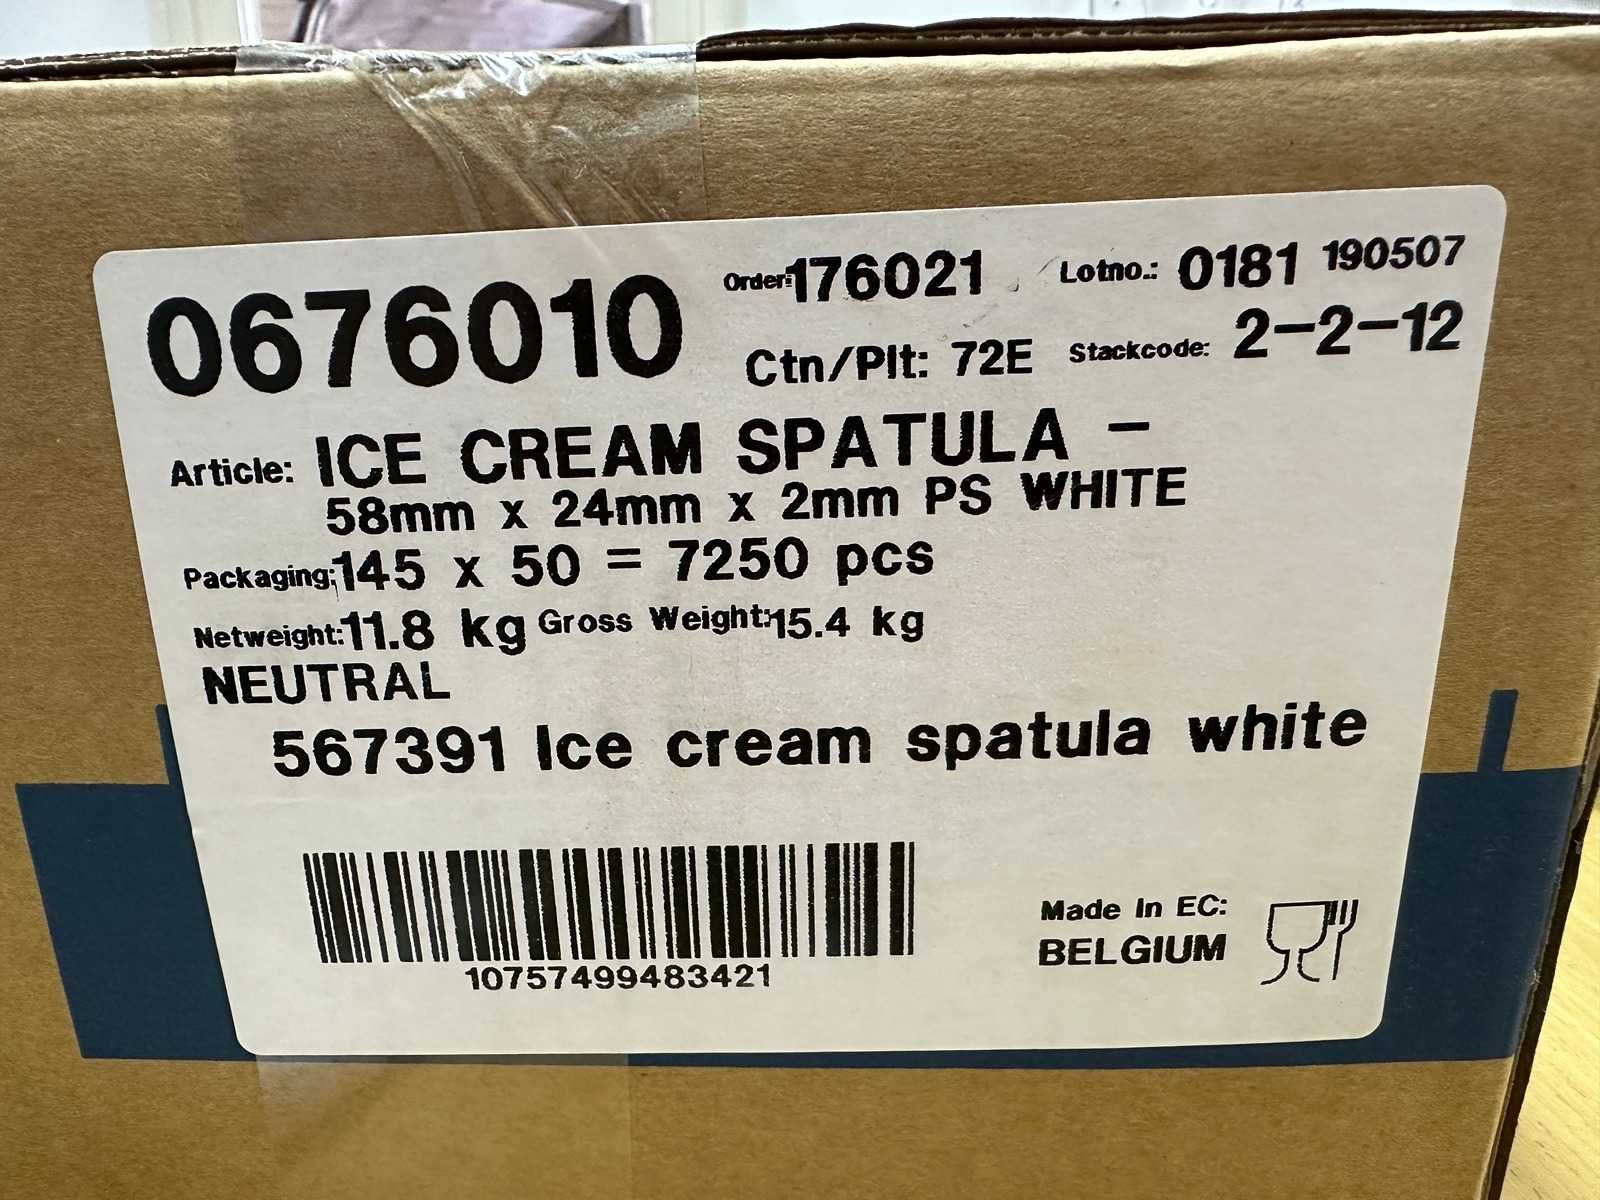 0676010 Order:176021 Lotno.: 0181 190507
Ctn/Plt: 72E Stackcode: 2-2-12
Article: ICE CREAM SPATULA -
58mm x 24mm x 2mm PS WHITE
Packaging:145 x 50 = 7250 pcs
Netweight:11.8 kg Gross Weight:15.4 kg
NEUTRAL
567391 Ice cream spatula white
10757499483421
Made In EC:
BELGIUM